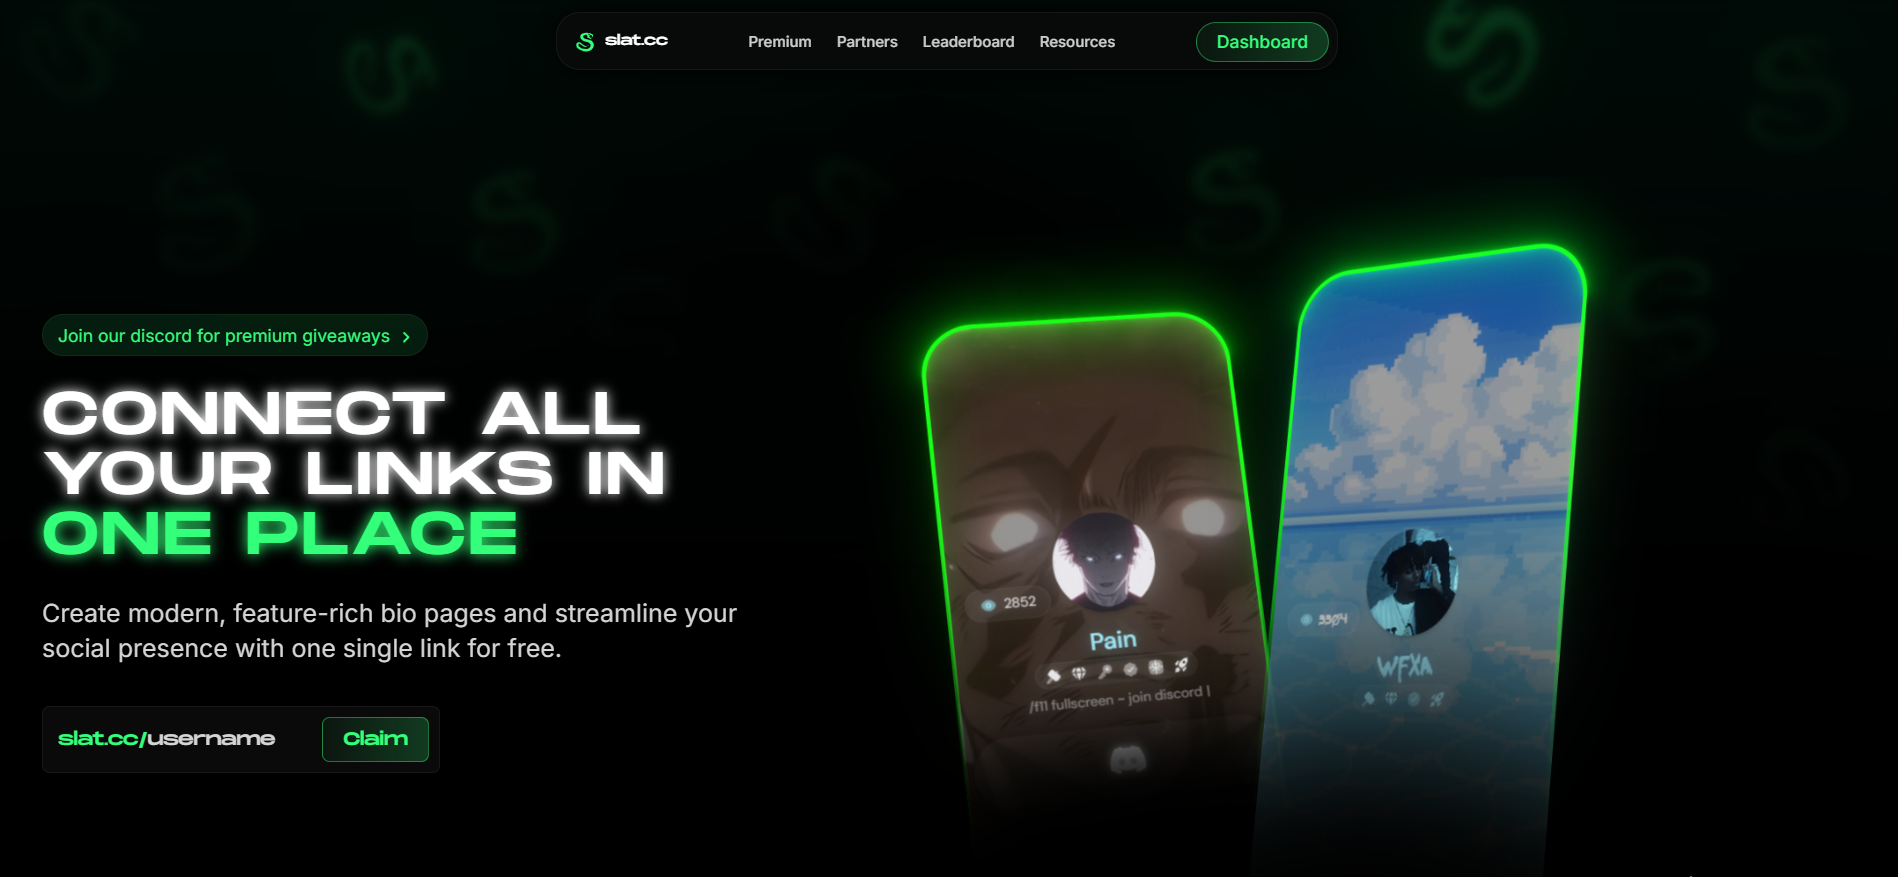 slat.cc
Premium
Partners
Leaderboard
Resources
Dashboard
Join our discord for premium giveaways
CONNECT ALL
YOUR LINKS IN
ONE PLACE
Create modern, feature-rich bio pages and streamline your
social presence with one single link for free.
slat.cc/username
Claim
2852
Pain
/f11 fullscreen ~ join discord |
WFXA